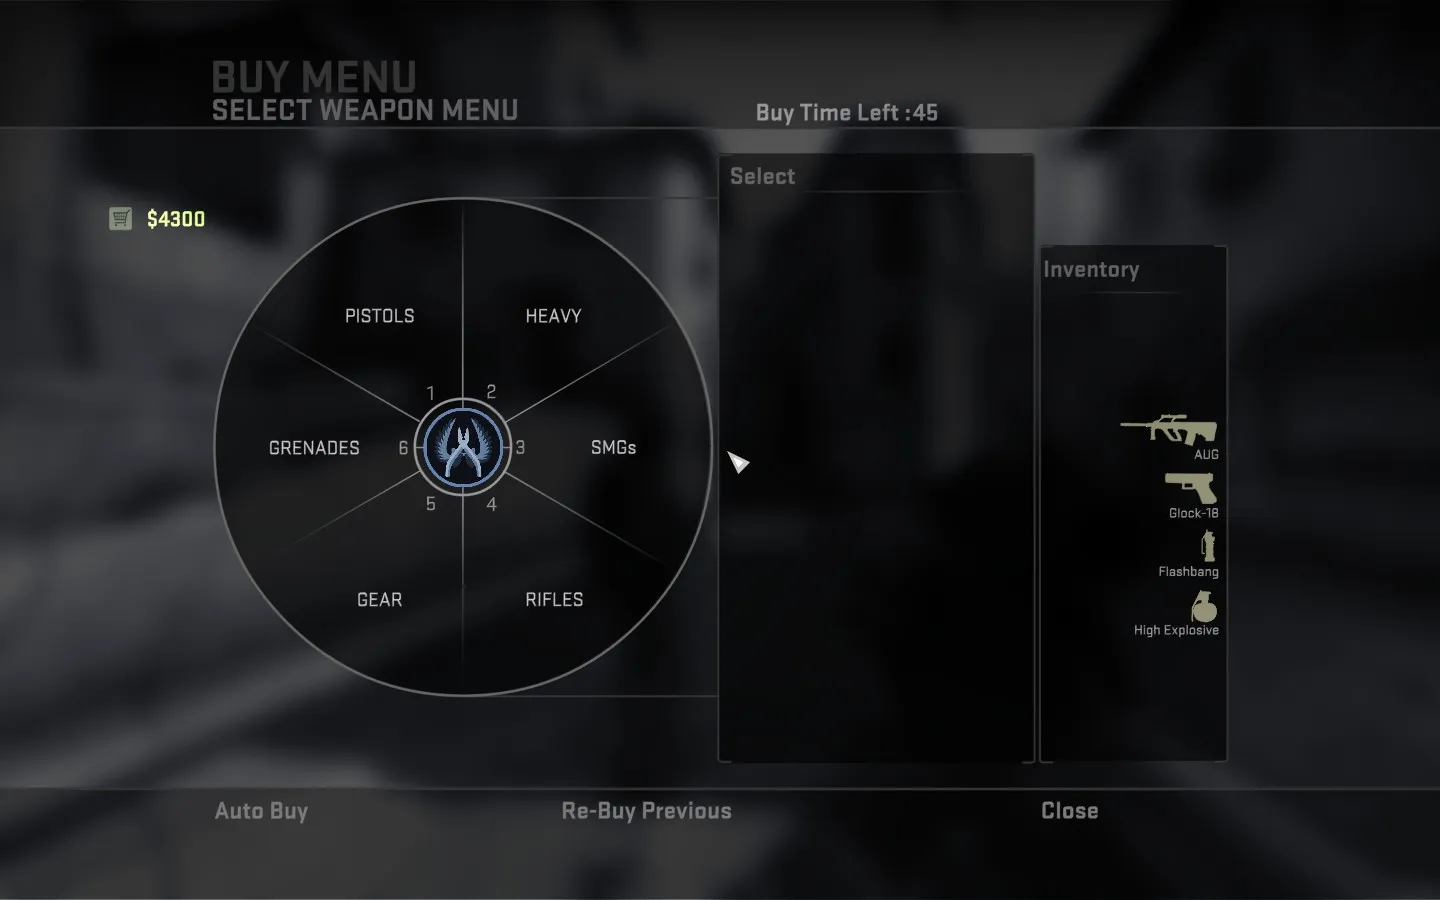 BUY MENU
SELECT WEAPON MENU
Buy Time Left :45
Select
$4300
Inventory
PISTOLS
HEAVY
1
2
GRENADES
6
3
SMGs
5
4
AUG
Glock-18
Flashbang
High Explosive
GEAR
RIFLES
Auto Buy
Re-Buy Previous
Close